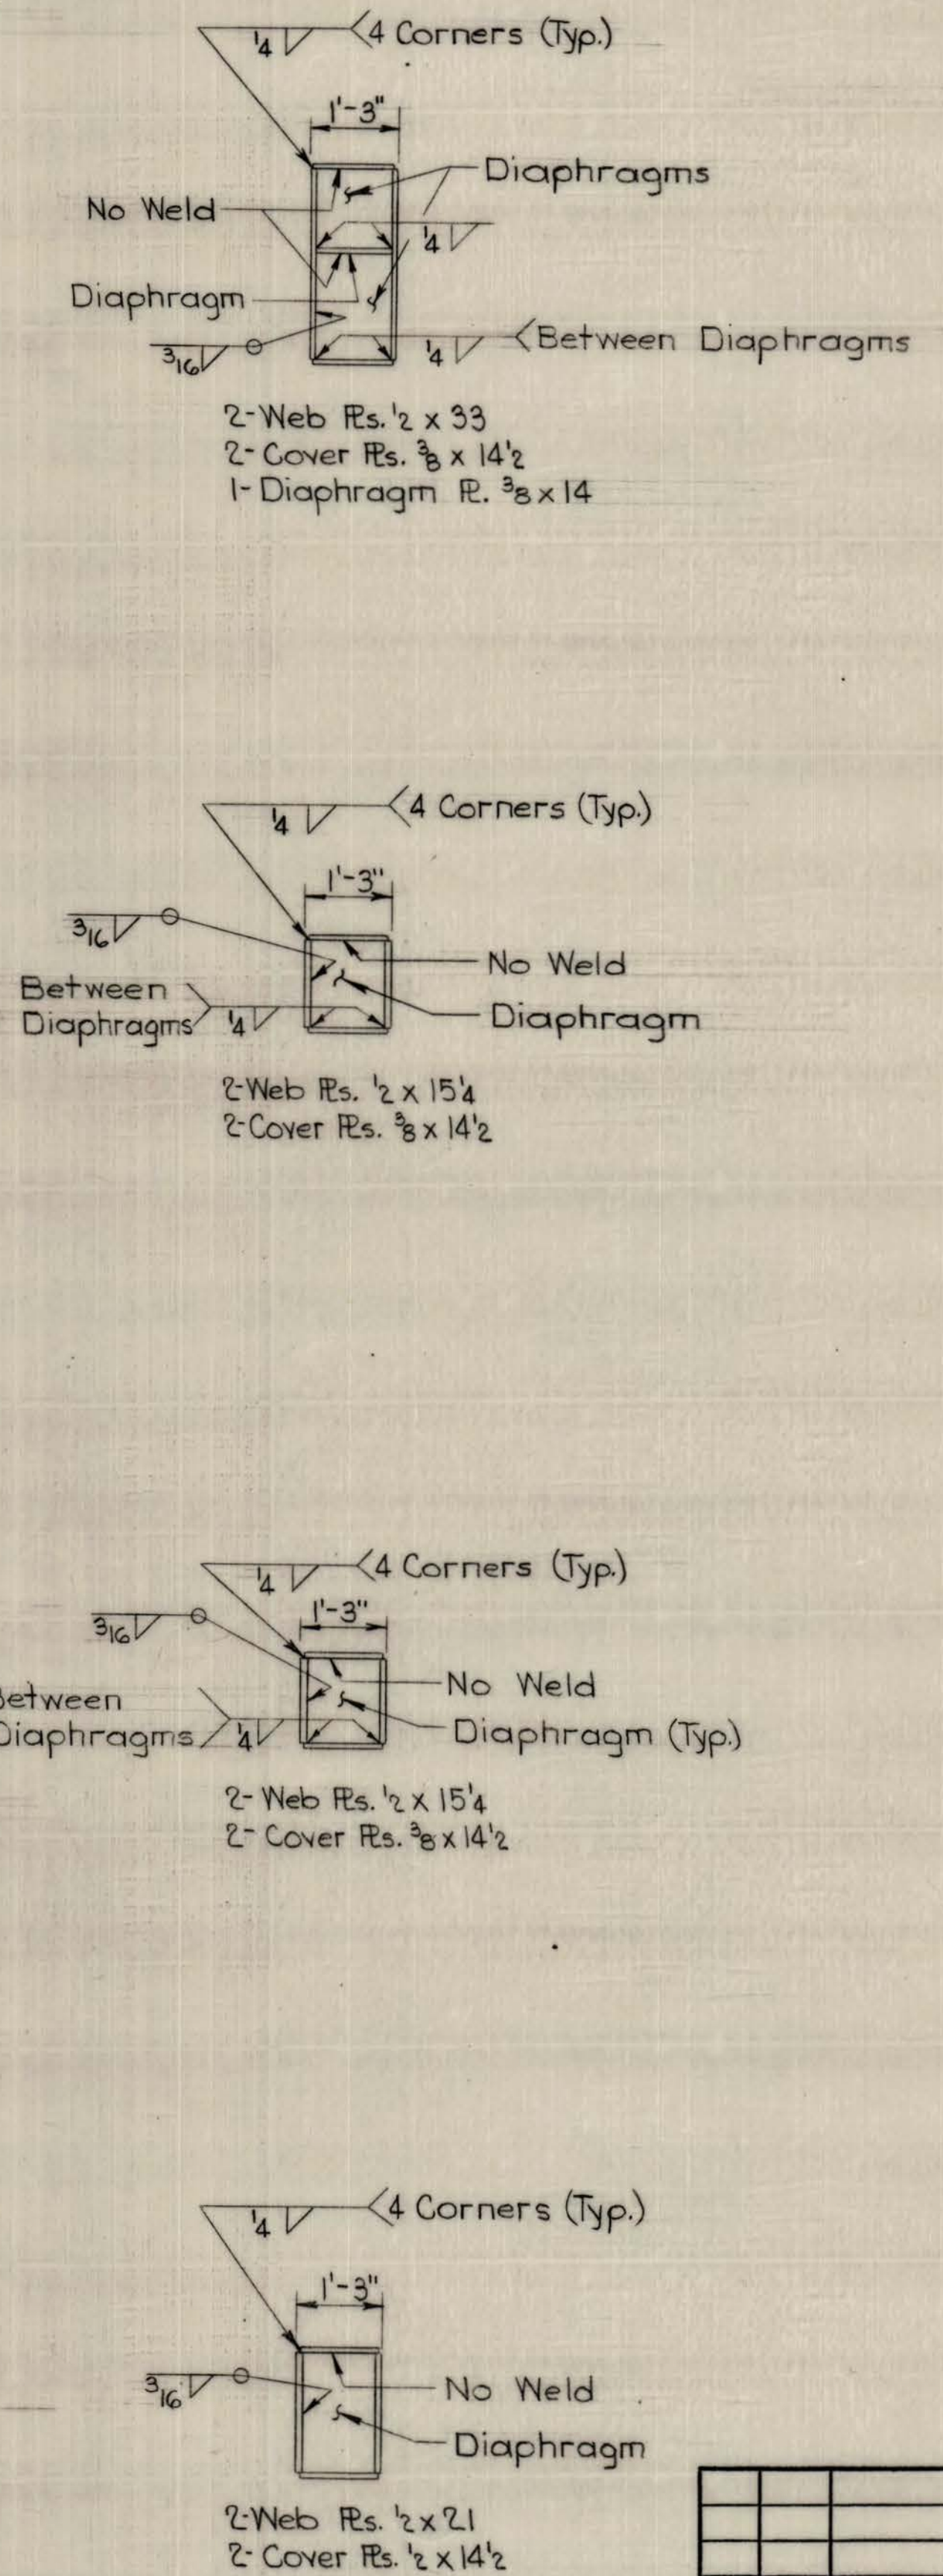 1/4 4 Corners (Typ.)
1'-3"
Diaphragms
No Weld
1/4
Diaphragm
3/16
1/4 Between Diaphragms
2-Web PLs. 1/2 x 33
2-Cover PLs. 3/8 x 14 1/2
1-Diaphragm PL. 3/8 x 14
1/4 4 Corners (Typ.)
1'-3"
3/16
No Weld
Between
Diaphragms 1/4
Diaphragm
2-Web PLs. 1/2 x 15 1/4
2-Cover PLs. 3/8 x 14 1/2
1/4 4 Corners (Typ.)
1'-3"
3/16
No Weld
Between
Diaphragms 1/4
Diaphragm (Typ.)
2-Web PLs. 1/2 x 15 1/4
2-Cover PLs. 3/8 x 14 1/2
1/4 4 Corners (Typ.)
1'-3"
3/16
No Weld
Diaphragm
2-Web PLs. 1/2 x 21
2-Cover PLs. 1/2 x 14 1/2